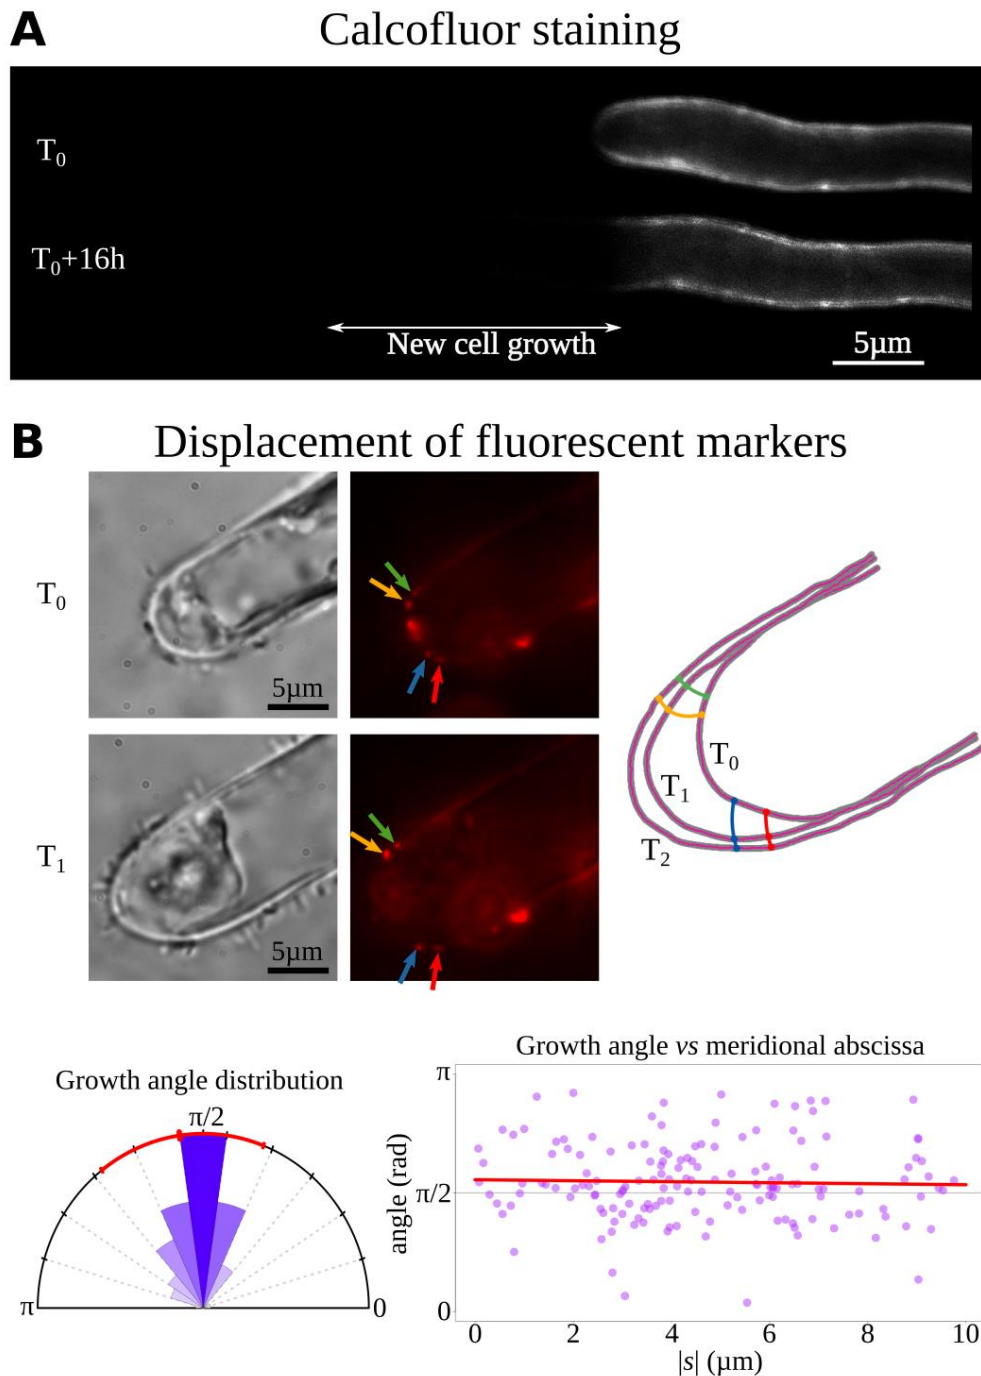 A Calcofluor staining
T₀
T₀+16h
New cell growth
5µm
B Displacement of fluorescent markers
T₀
5µm
T₁
5µm
T₀
T₁
T₂
Growth angle distribution
π/2
π
0
Growth angle vs meridional abscissa
π
π/2
0
angle (rad)
0 2 4 6 8 10
|s| (µm)